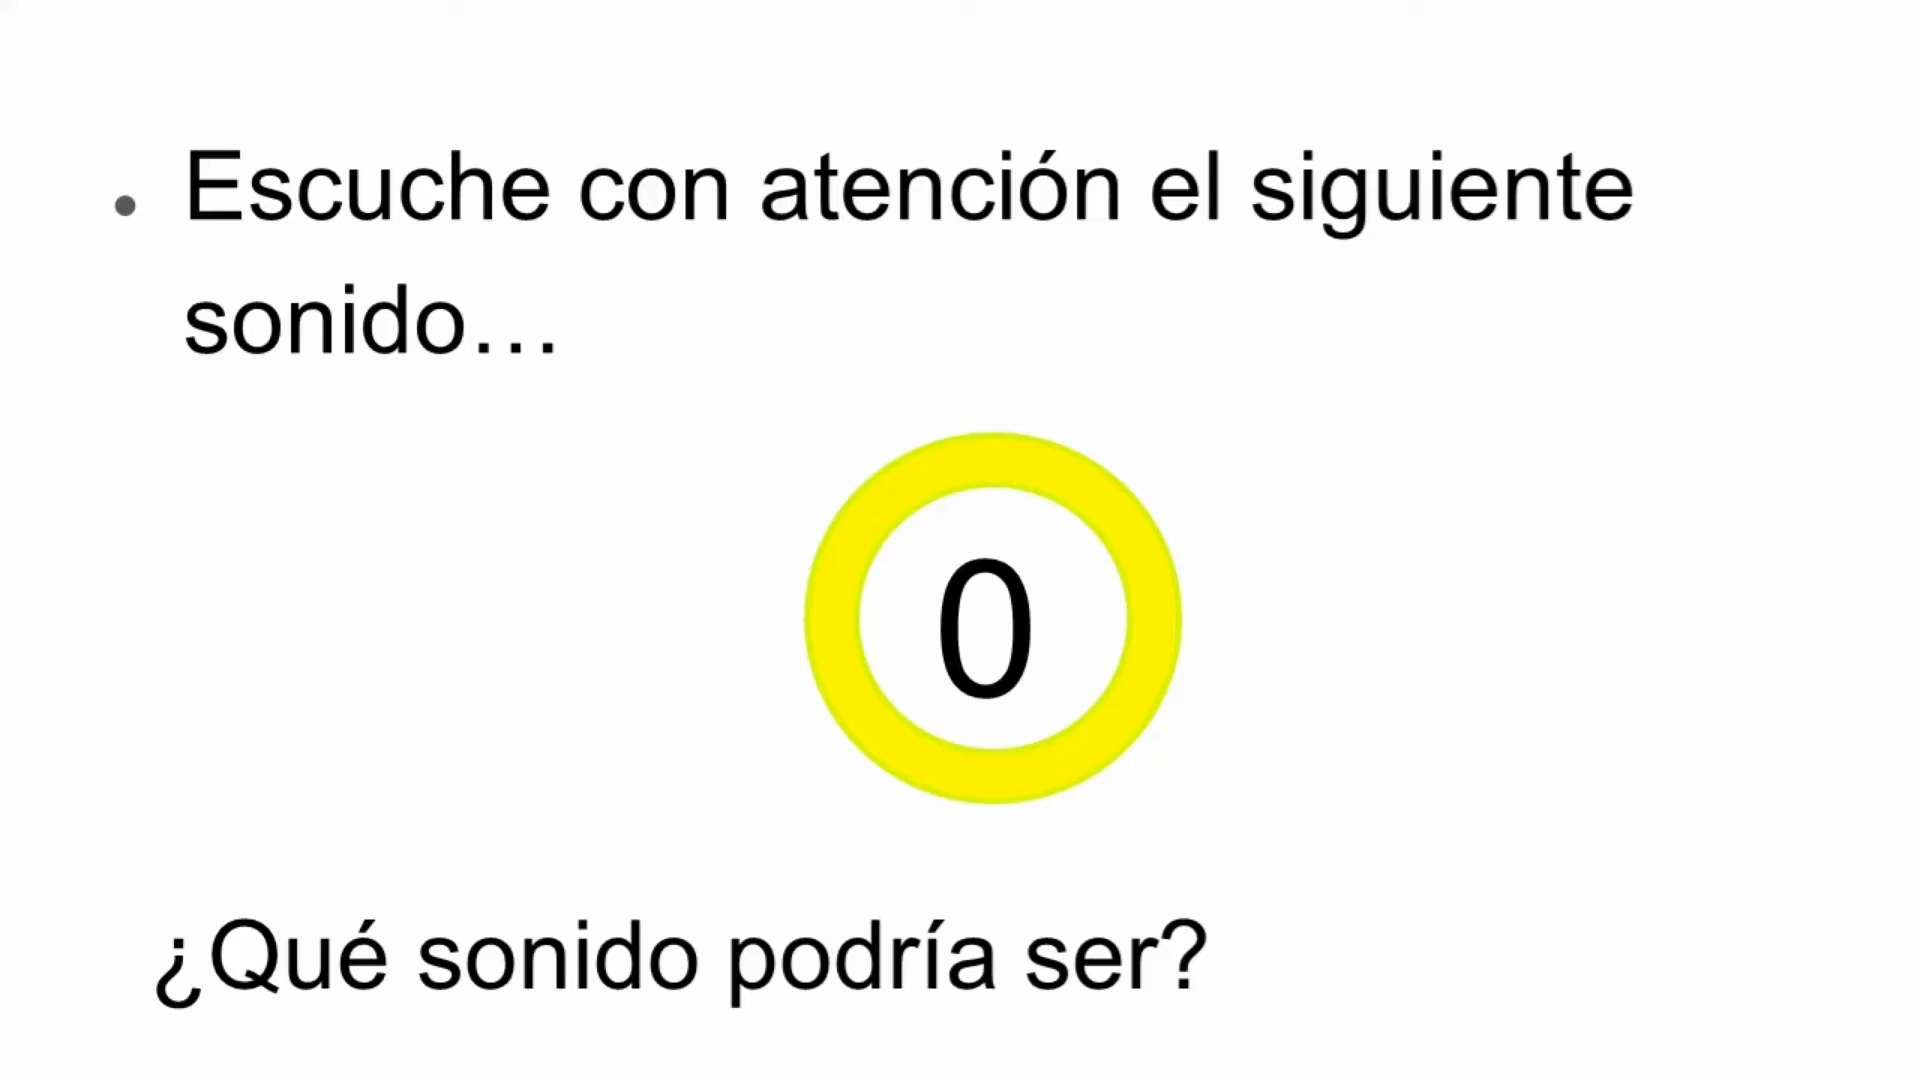 • Escuche con atención el siguiente
sonido…
0
¿Qué sonido podría ser?